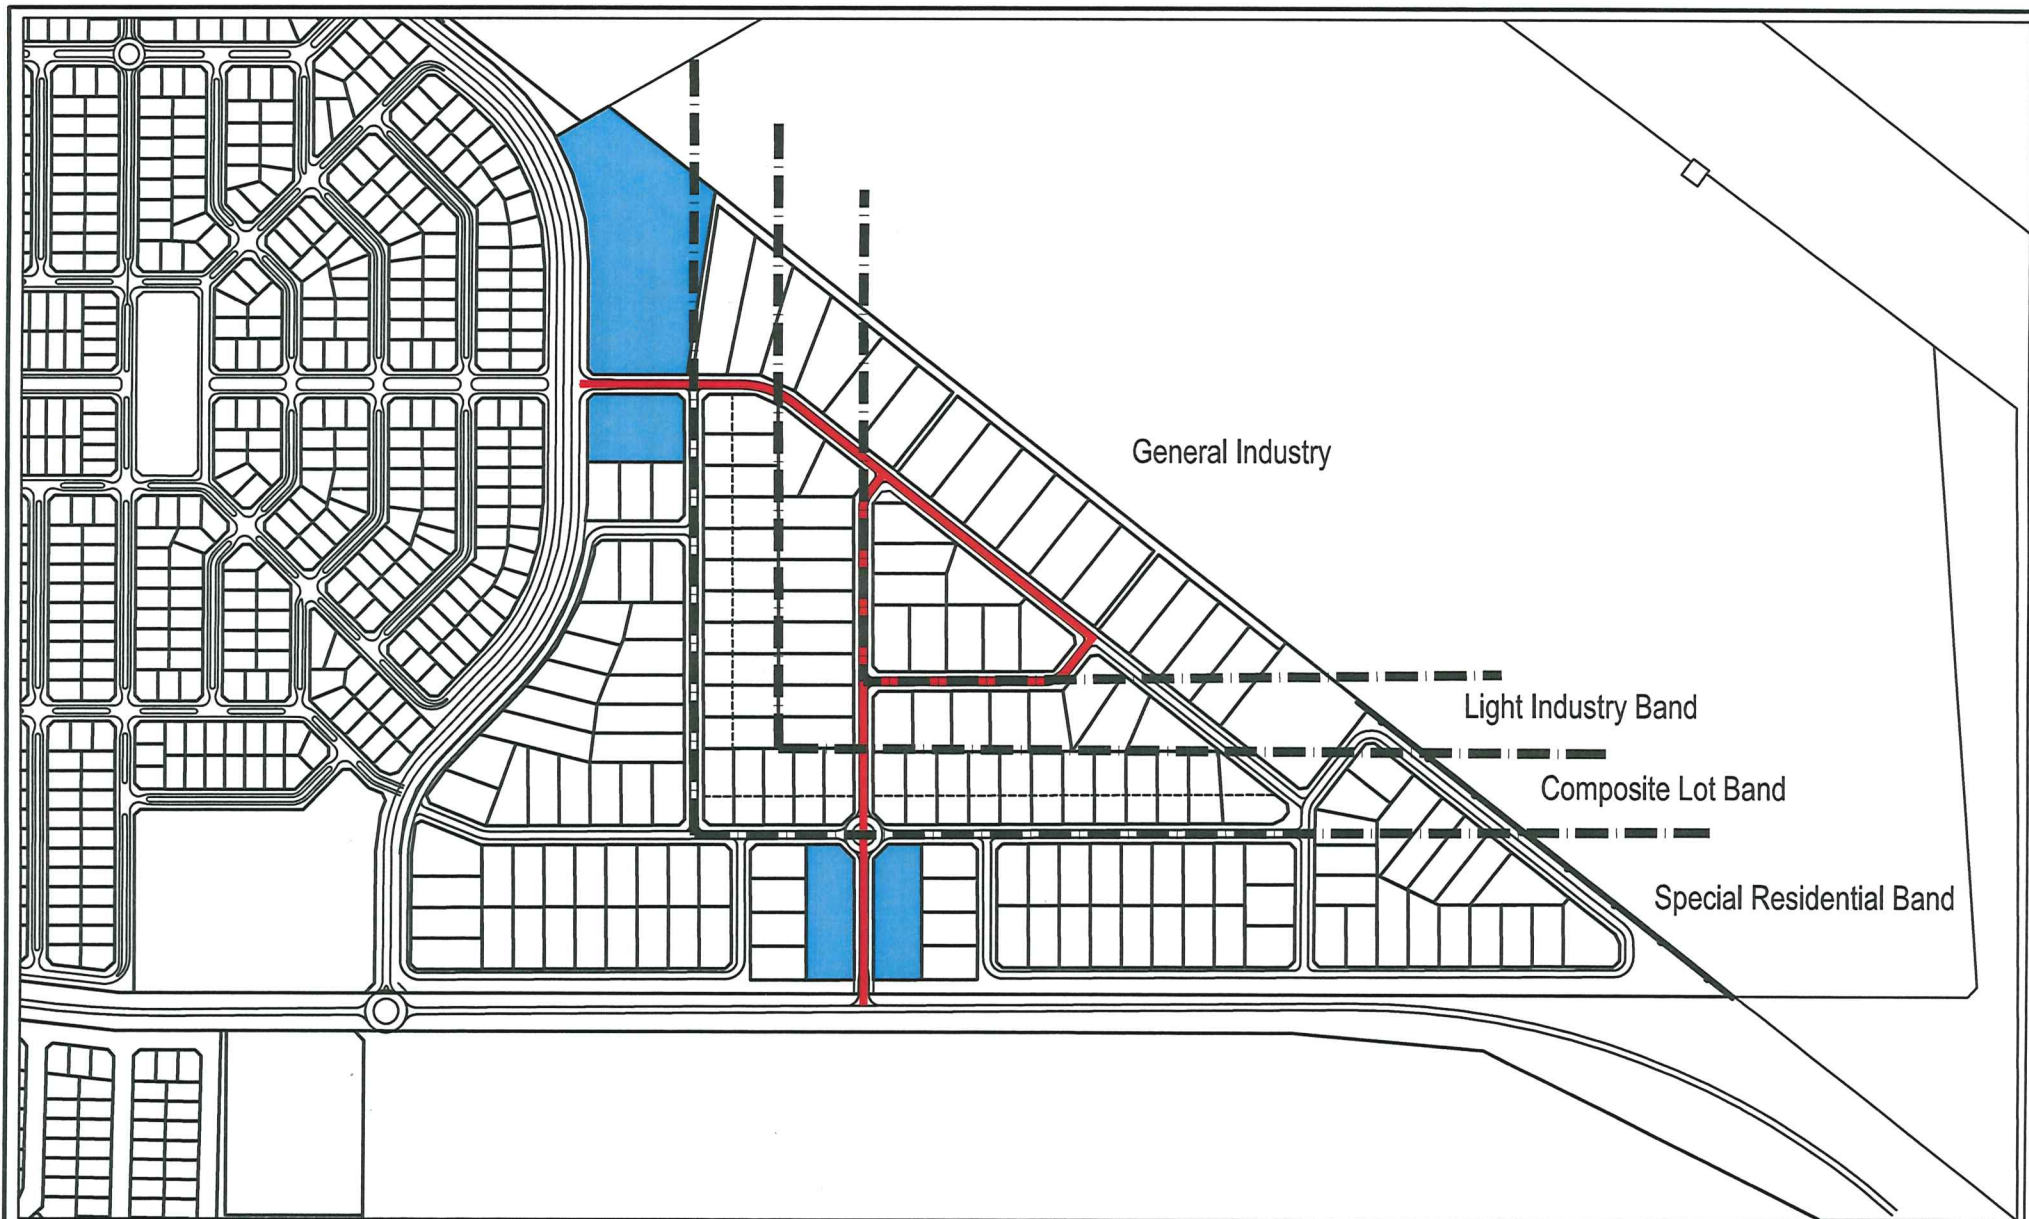 General Industry
Light Industry Band
Composite Lot Band
Special Residential Band